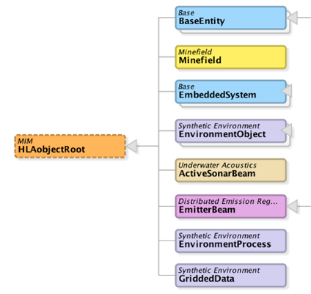 Base
BaseEntity
Minefield
Minefield
Base
EmbeddedSystem
Synthetic Environment
EnvironmentObject
MIM
HLAobjectRoot
Underwater Acoustics
ActiveSonarBeam
Distributed Emission Reg...
EmitterBeam
Synthetic Environment
EnvironmentProcess
Synthetic Environment
GriddedData